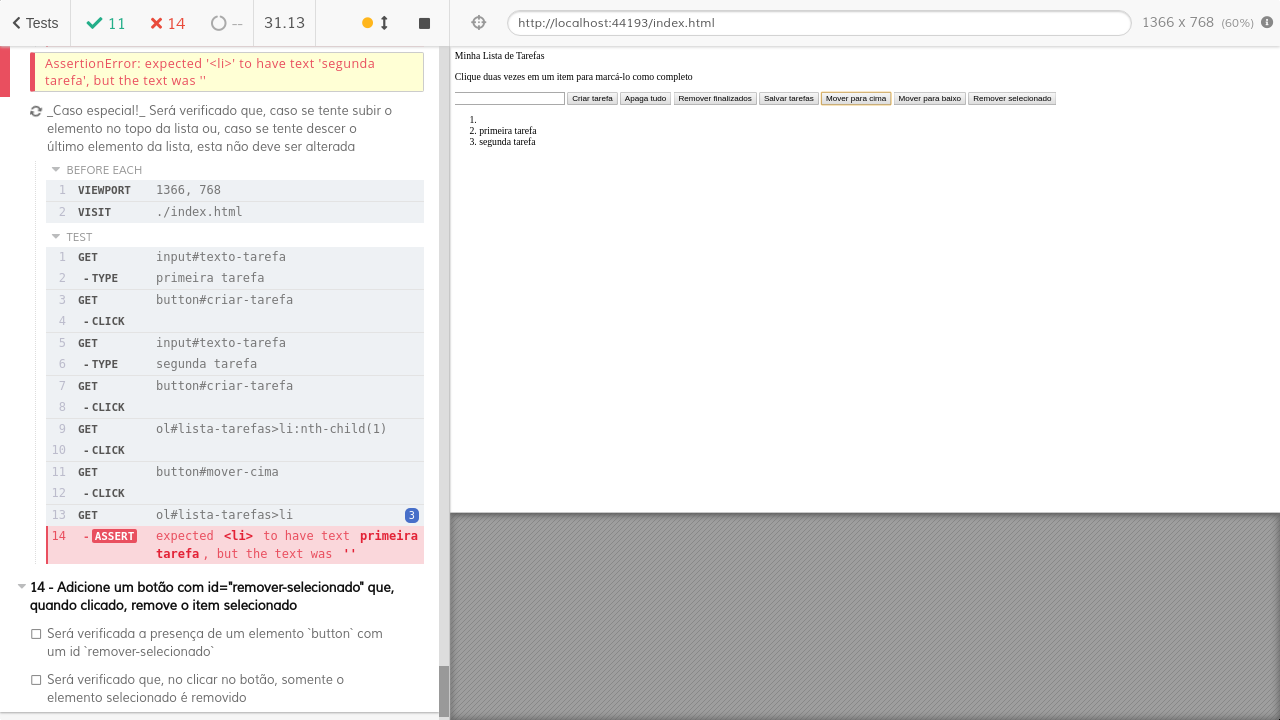 Tests
11
14
--
31.13
http://localhost:44193/index.html
1366 x 768 (60%)
AssertionError: expected '<li>' to have text 'segunda
tarefa', but the text was ''
_Caso especial!_ Será verificado que, caso se tente subir o
elemento no topo da lista ou, caso se tente descer o
último elemento da lista, esta não deve ser alterada
BEFORE EACH
1 VIEWPORT 1366, 768
2 VISIT ./index.html
TEST
1 GET input#texto-tarefa
2 -TYPE primeira tarefa
3 GET button#criar-tarefa
4 -CLICK
5 GET input#texto-tarefa
6 -TYPE segunda tarefa
7 GET button#criar-tarefa
8 -CLICK
9 GET ol#lista-tarefas>li:nth-child(1)
10 -CLICK
11 GET button#mover-cima
12 -CLICK
13 GET ol#lista-tarefas>li 3
14 -ASSERT expected <li> to have text primeira
tarefa, but the text was ''
14 - Adicione um botão com id="remover-selecionado" que,
quando clicado, remove o item selecionado
Será verificada a presença de um elemento `button` com
um id `remover-selecionado`
Será verificado que, no clicar no botão, somente o
elemento selecionado é removido
Minha Lista de Tarefas
Clique duas vezes em um item para marcá-lo como completo
Criar tarefa Apaga tudo Remover finalizados Salvar tarefas Mover para cima Mover para baixo Remover selecionado
1.
2. primeira tarefa
3. segunda tarefa